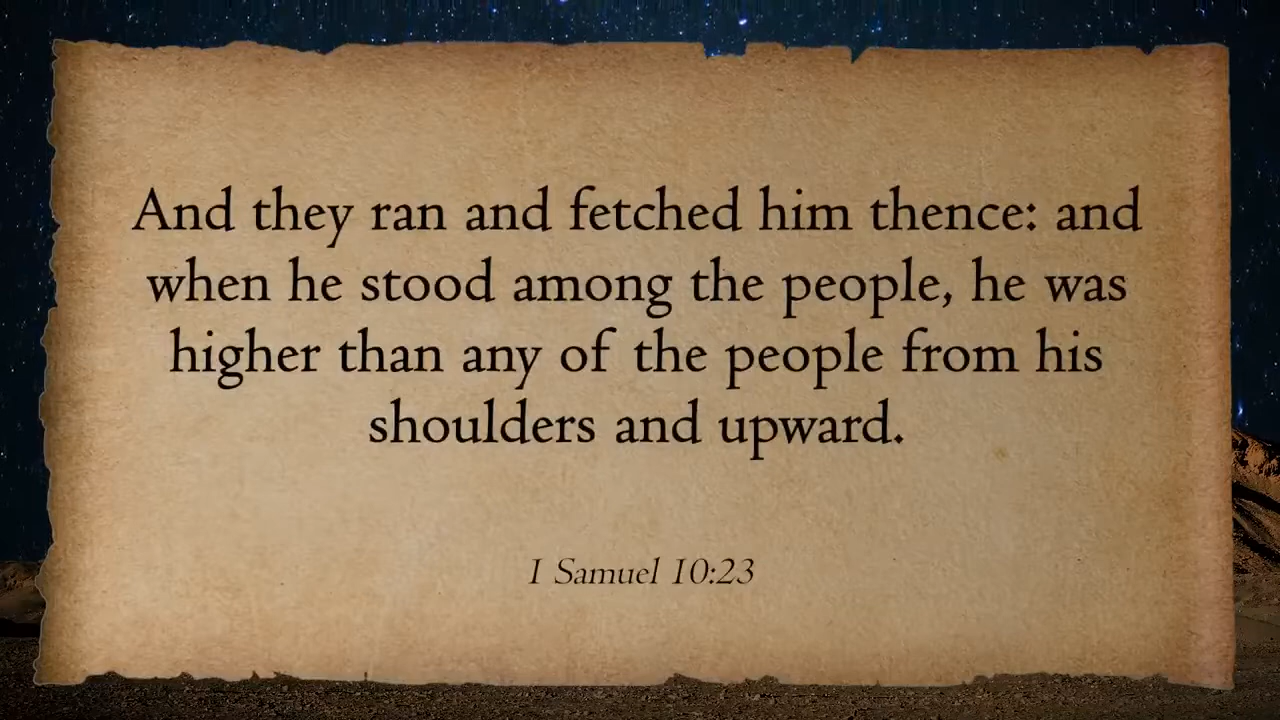 And they ran and fetched him thence: and
when he stood among the people, he was
higher than any of the people from his
shoulders and upward.
1 Samuel 10:23